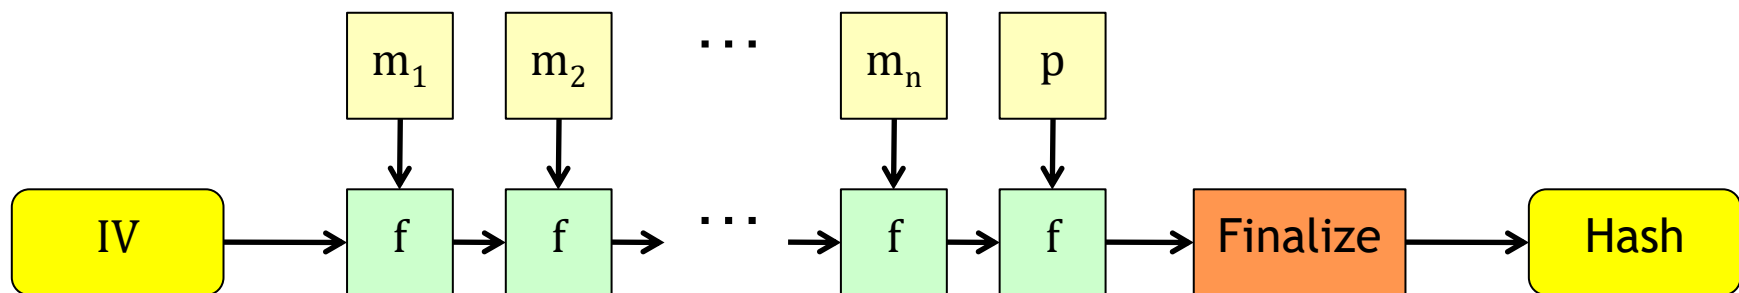 m₁ m₂ ... mₙ p
IV f f ... f f Finalize Hash